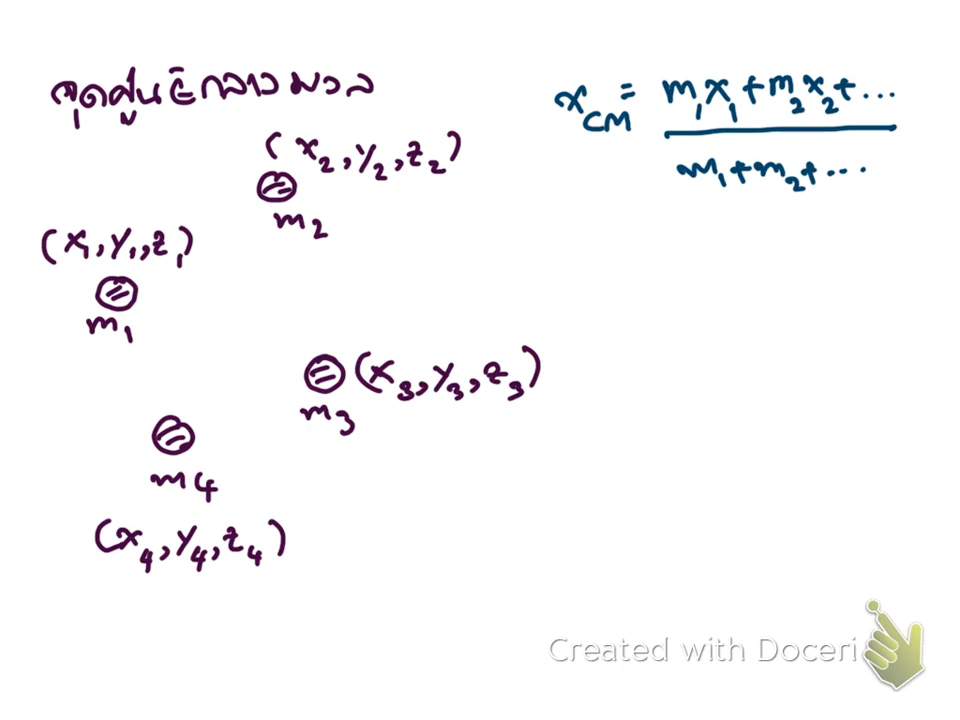 จุดศูนย์กลางมวล
x_CM = (m₁x₁+m₂x₂+...)/(m₁+m₂+...)
(x₂,y₂,z₂)
m₂
(x₁,y₁,z₁)
m₁
(x₃,y₃,z₃)
m₃
m₄
(x₄,y₄,z₄)
Created with Doceri